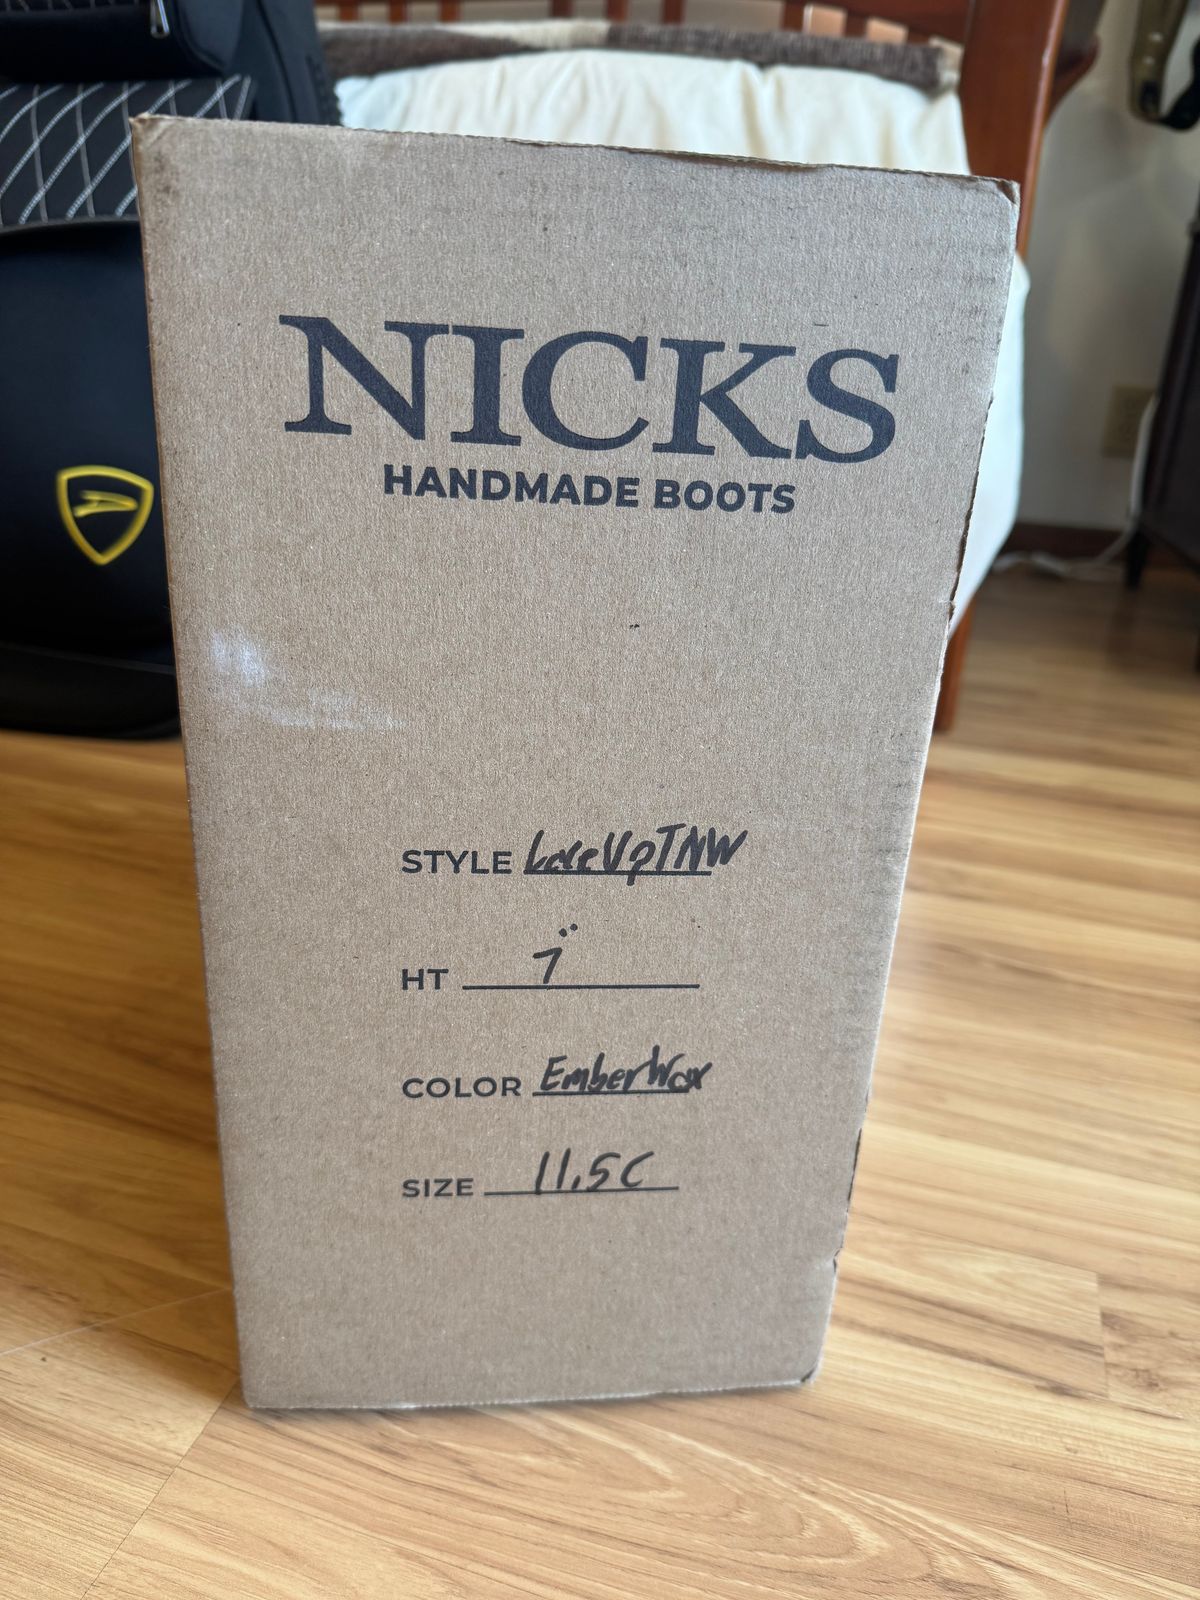 NICKS
HANDMADE BOOTS
STYLE LaceUpTNW
HT 7"
COLOR EmberWax
SIZE 11.5C